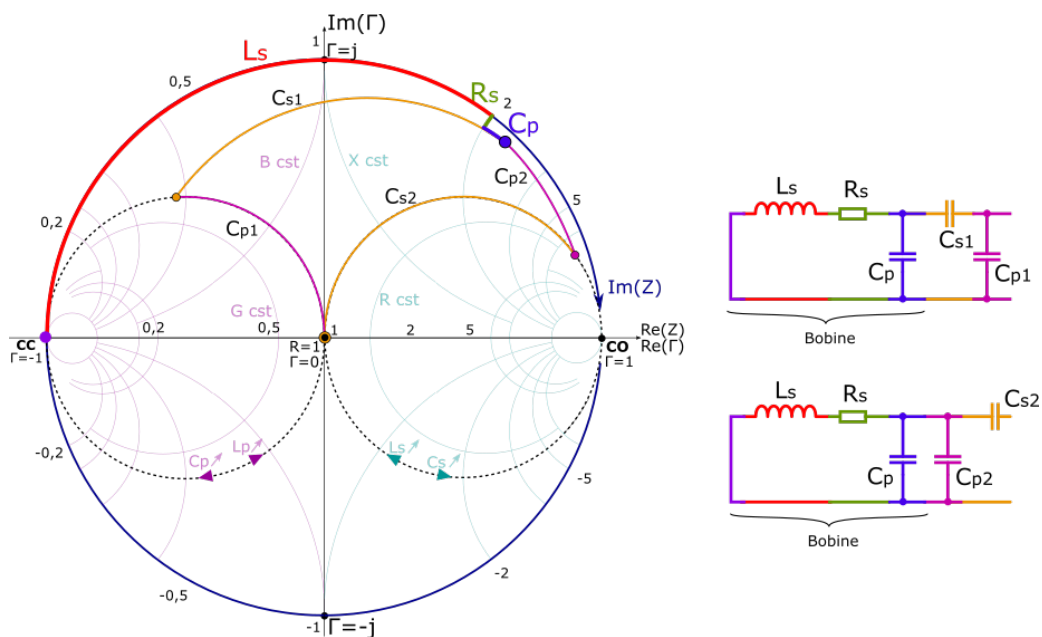 Im(Γ)
1
Γ=j
Ls
0,5
Cs1
Rs
2
Cp
B cst
X cst
Cp2
5
Cs2
0,2
Cp1
Im(Z)
G cst
R cst
0,2
0,5
1
2
5
Re(Z)
Re(Γ)
CC
Γ=-1
R=1
Γ=0
CO
Γ=1
-0,2
Cp
Lp
Ls
Cs
-5
-0,5
-2
-1
Γ=-j
Ls
Rs
Cs1
Cp
Cp1
Bobine
Ls
Rs
Cs2
Cp
Cp2
Bobine